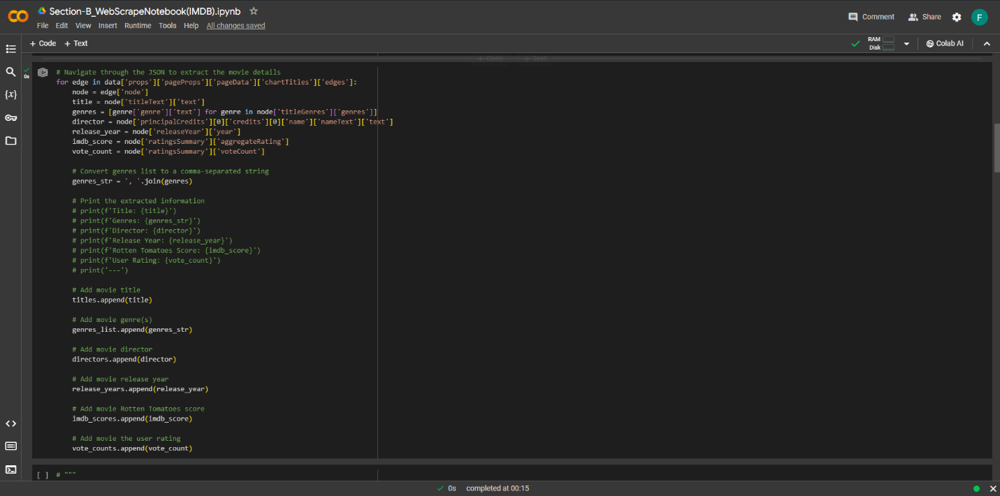 Section-B_WebScrapeNotebook(IMDB).ipynb
File Edit View Insert Runtime Tools Help All changes saved
Comment Share F
+ Code + Text
RAM
Disk
Colab AI
+ Code + Text
0s
# Navigate through the JSON to extract the movie details
for edge in data['props']['pageProps']['pageData']['chartTitles']['edges']:
    node = edge['node']
    title = node['titleText']['text']
    genres = [genre['genre']['text'] for genre in node['titleGenres']['genres']]
    director = node['principalCredits'][0]['credits'][0]['name']['nameText']['text']
    release_year = node['releaseYear']['year']
    imdb_score = node['ratingsSummary']['aggregateRating']
    vote_count = node['ratingsSummary']['voteCount']
    # Convert genres list to a comma-separated string
    genres_str = ', '.join(genres)
    # Print the extracted information
    # print(f'Title: {title}')
    # print(f'Genres: {genres_str}')
    # print(f'Director: {director}')
    # print(f'Release Year: {release_year}')
    # print(f'Rotten Tomatoes Score: {imdb_score}')
    # print(f'User Rating: {vote_count}')
    # print('---')
    # Add movie title
    titles.append(title)
    # Add movie genre(s)
    genres_list.append(genres_str)
    # Add movie director
    directors.append(director)
    # Add movie release year
    release_years.append(release_year)
    # Add movie Rotten Tomatoes score
    imdb_scores.append(imdb_score)
    # Add movie the user rating
    vote_counts.append(vote_count)
[ ] # """
0s completed at 00:15